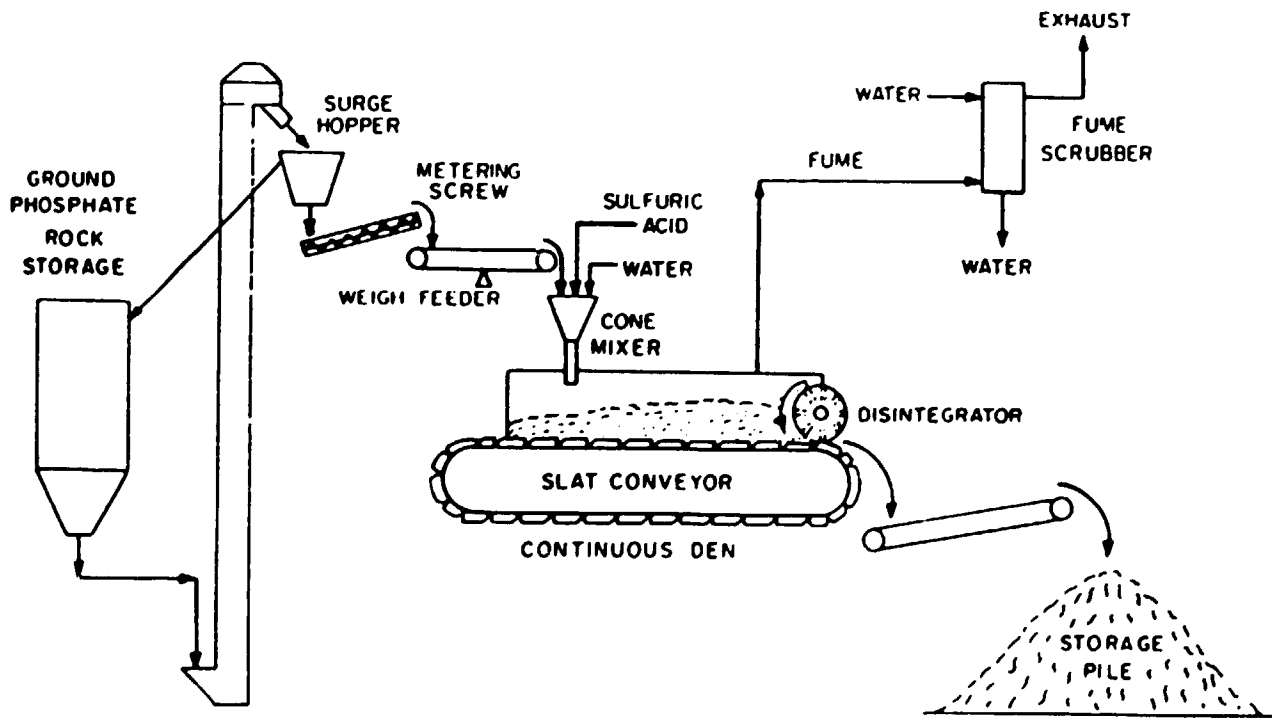 EXHAUST
SURGE
HOPPER
WATER
FUME
SCRUBBER
FUME
METERING
SCREW
GROUND
PHOSPHATE
ROCK
STORAGE
SULFURIC
ACID
WATER
WATER
WEIGH FEEDER
CONE
MIXER
DISINTEGRATOR
SLAT CONVEYOR
CONTINUOUS DEN
STORAGE
PILE